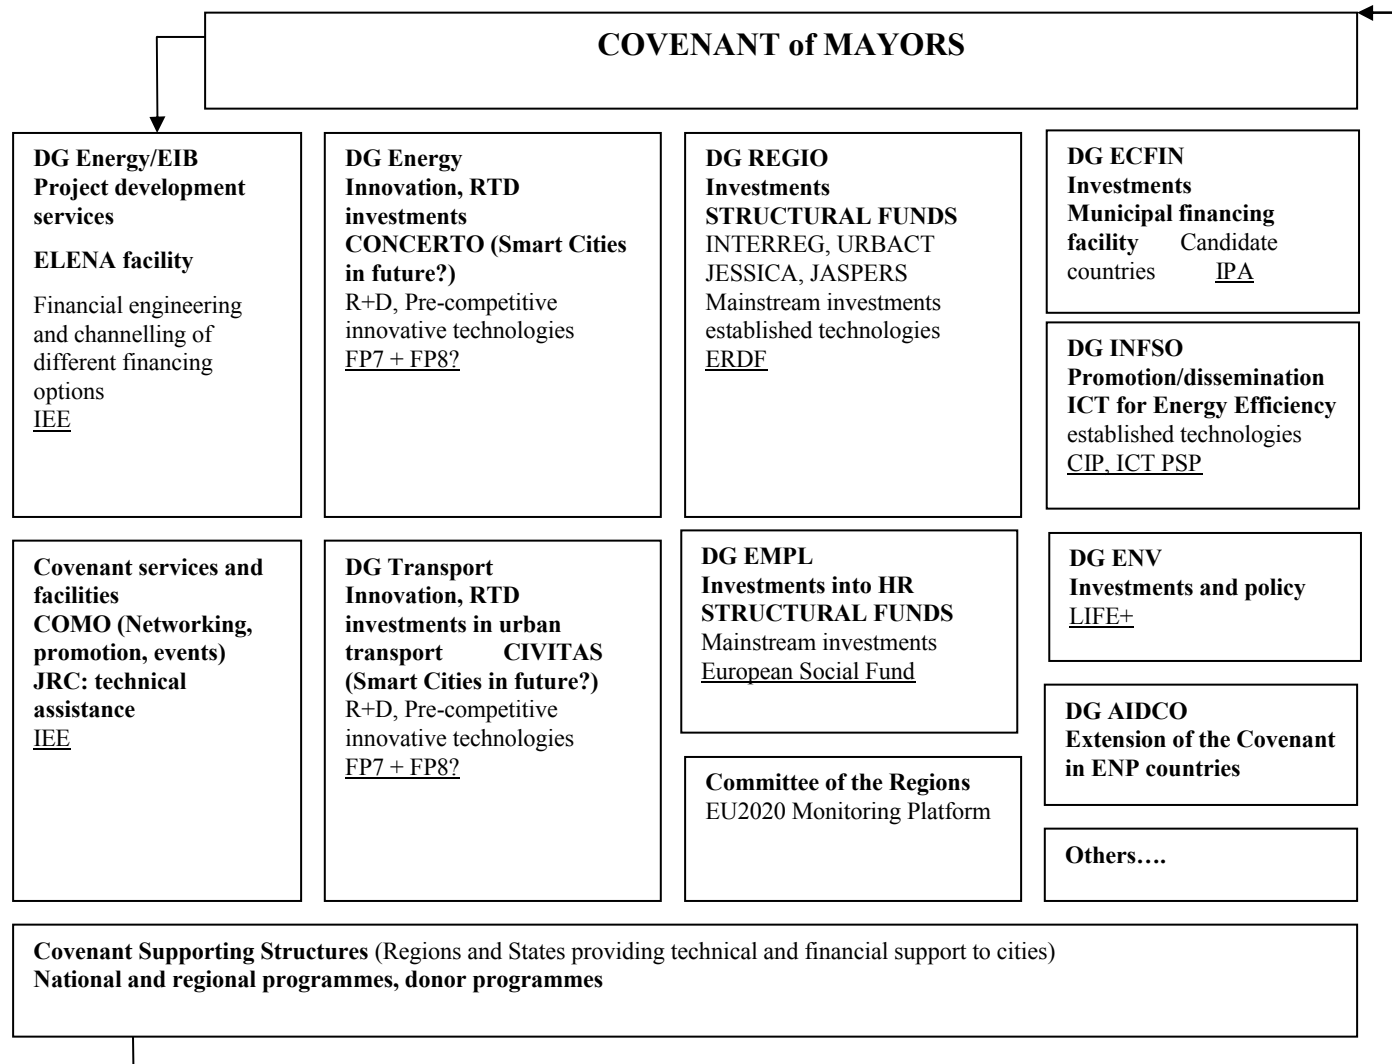 COVENANT of MAYORS
DG Energy/EIB
Project development
services
ELENA facility
Financial engineering
and channelling of
different financing
options
IEE
DG Energy
Innovation, RTD
investments
CONCERTO (Smart Cities
in future?)
R+D, Pre-competitive
innovative technologies
FP7 + FP8?
DG REGIO
Investments
STRUCTURAL FUNDS
INTERREG, URBACT
JESSICA, JASPERS
Mainstream investments
established technologies
ERDF
DG ECFIN
Investments
Municipal financing
facility Candidate
countries IPA
DG INFSO
Promotion/dissemination
ICT for Energy Efficiency
established technologies
CIP, ICT PSP
Covenant services and
facilities
COMO (Networking,
promotion, events)
JRC: technical
assistance
IEE
DG Transport
Innovation, RTD
investments in urban
transport CIVITAS
(Smart Cities in future?)
R+D, Pre-competitive
innovative technologies
FP7 + FP8?
DG EMPL
Investments into HR
STRUCTURAL FUNDS
Mainstream investments
European Social Fund
Committee of the Regions
EU2020 Monitoring Platform
DG ENV
Investments and policy
LIFE+
DG AIDCO
Extension of the Covenant
in ENP countries
Others….
Covenant Supporting Structures (Regions and States providing technical and financial support to cities)
National and regional programmes, donor programmes